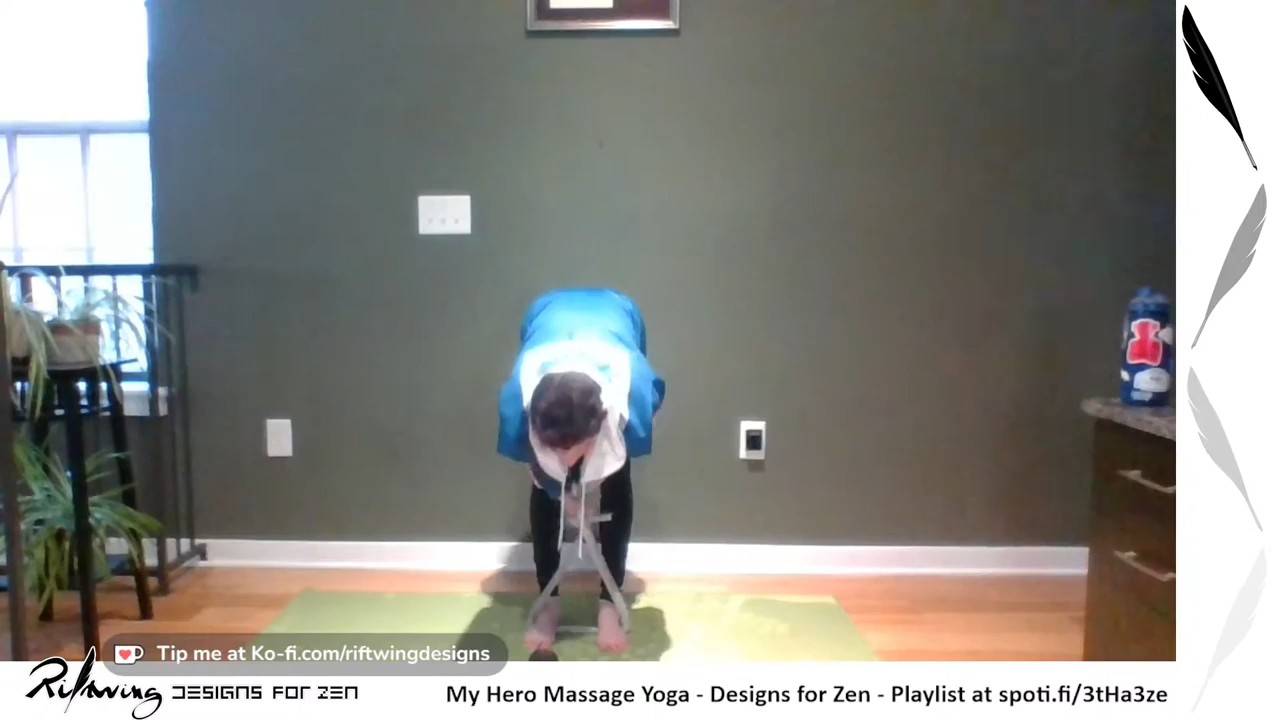 Tip me at Ko-fi.com/riftwingdesigns
Riftwing DESIGNS FOR ZEN
My Hero Massage Yoga - Designs for Zen - Playlist at spoti.fi/3tHa3ze